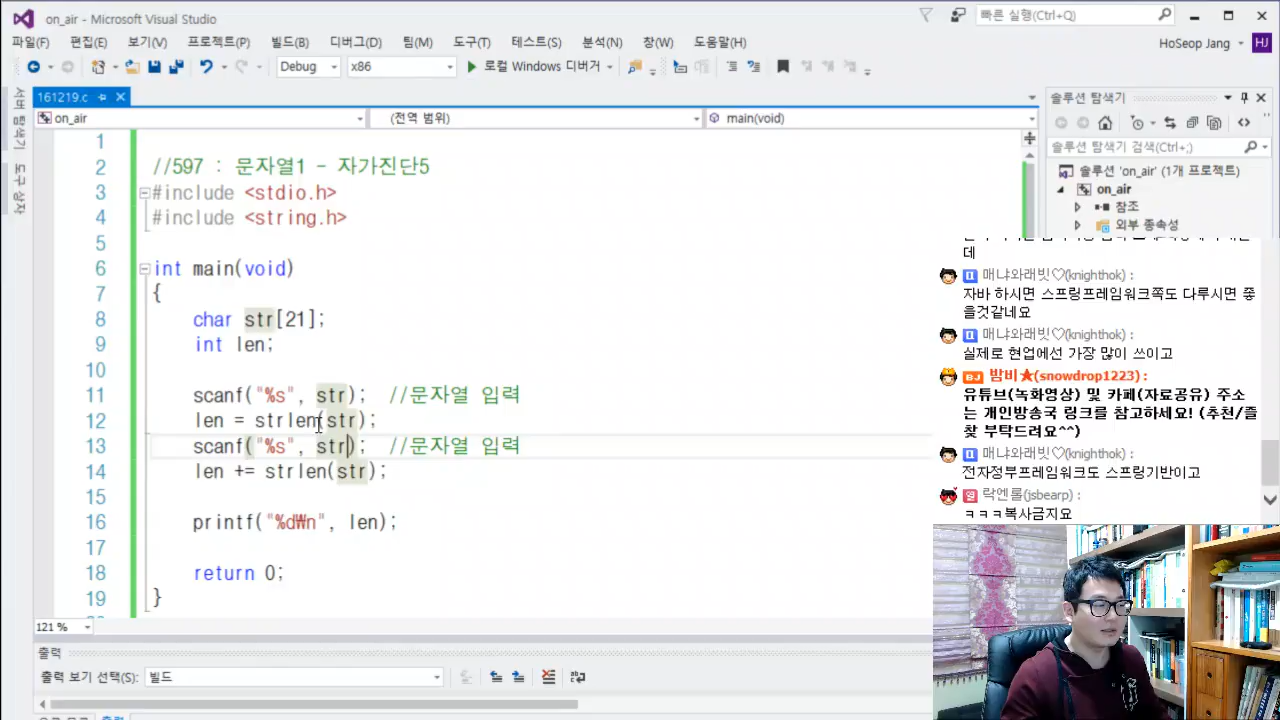 on_air - Microsoft Visual Studio
빠른 실행(Ctrl+Q)
파일(F) 편집(E) 보기(V) 프로젝트(P) 빌드(B) 디버그(D) 팀(M) 도구(T) 테스트(S) 분석(N) 창(W) 도움말(H)
HoSeop Jang HJ
Debug x86 로컬 Windows 디버거
서버 탐색기
도구 상자
161219.c
on_air (전역 범위) main(void)
1
2 //597 : 문자열1 - 자가진단5
3 #include <stdio.h>
4 #include <string.h>
5
6 int main(void)
7 {
8 char str[21];
9 int len;
10
11 scanf("%s", str); //문자열 입력
12 len = strlen(str);
13 scanf("%s", str); //문자열 입력
14 len += strlen(str);
15
16 printf("%d₩n", len);
17
18 return 0;
19 }
121 %
출력
출력 보기 선택(S): 빌드
출력
솔루션 탐색기
솔루션 탐색기 검색(Ctrl+;)
솔루션 'on_air' (1개 프로젝트)
on_air
참조
외부 종속성
데
매냐와래빗♡(knighthok) :
자바 하시면 스프링프레임워크쪽도 다루시면 좋
을것같네요
매냐와래빗♡(knighthok) :
실제로 현업에선 가장 많이 쓰이고
BJ 밤비★(snowdrop1223) :
유튜브(녹화영상) 및 카페(자료공유) 주소
는 개인방송국 링크를 참고하세요! (추천/즐
찾 부탁드려요^^)
매냐와래빗♡(knighthok) :
전자정부프레임워크도 스프링기반이고
락엔롤(jsbearp) :
ㅋㅋㅋ복사금지요